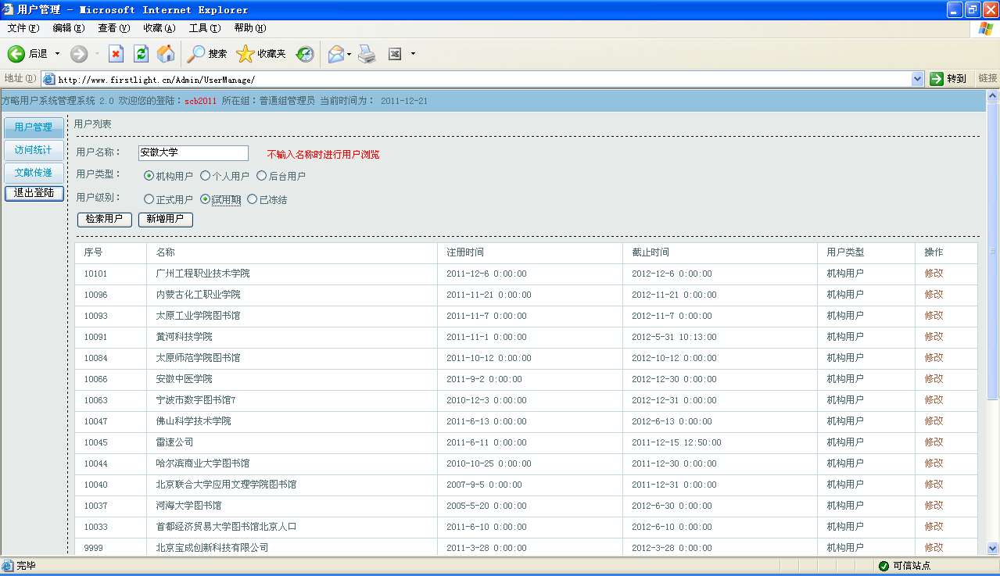 用户管理 - Microsoft Internet Explorer
文件(F) 编辑(E) 查看(V) 收藏(A) 工具(T) 帮助(H)
后退 搜索 收藏夹
地址(D) http://www.firstlight.cn/Admin/UserManage/ 转到 链接
方略用户系统管理系统 2.0 欢迎您的登陆：scb2011 所在组：普通组管理员 当前时间为： 2011-12-21
用户管理
访问统计
文献传递
退出登陆
用户列表
用户名称： 安徽大学 不输入名称时进行用户浏览
用户类型： 机构用户 个人用户 后台用户
用户级别： 正式用户 试用期 已冻结
检索用户 新增用户
序号 名称 注册时间 截止时间 用户类型 操作
10101 广州工程职业技术学院 2011-12-6 0:00:00 2012-12-6 0:00:00 机构用户 修改
10096 内蒙古化工职业学院 2011-11-21 0:00:00 2012-11-21 0:00:00 机构用户 修改
10093 太原工业学院图书馆 2011-11-7 0:00:00 2012-11-7 0:00:00 机构用户 修改
10091 黄河科技学院 2011-11-1 0:00:00 2012-5-31 10:13:00 机构用户 修改
10084 太原师范学院图书馆 2011-10-12 0:00:00 2012-10-12 0:00:00 机构用户 修改
10066 安徽中医学院 2011-9-2 0:00:00 2012-12-30 0:00:00 机构用户 修改
10063 宁波市数字图书馆7 2010-12-3 0:00:00 2012-12-31 0:00:00 机构用户 修改
10047 佛山科学技术学院 2011-6-13 0:00:00 2012-6-13 0:00:00 机构用户 修改
10045 雷速公司 2011-6-11 0:00:00 2011-12-15 12:50:00 机构用户 修改
10044 哈尔滨商业大学图书馆 2010-10-25 0:00:00 2011-12-30 0:00:00 机构用户 修改
10040 北京联合大学应用文理学院图书馆 2007-9-5 0:00:00 2011-12-31 0:00:00 机构用户 修改
10037 河海大学图书馆 2005-5-20 0:00:00 2012-6-30 0:00:00 机构用户 修改
10033 首都经济贸易大学图书馆北京人口 2011-6-10 0:00:00 2012-6-10 0:00:00 机构用户 修改
9999 北京宝成创新科技有限公司 2011-3-28 0:00:00 2012-3-28 0:00:00 机构用户 修改
完毕 可信站点